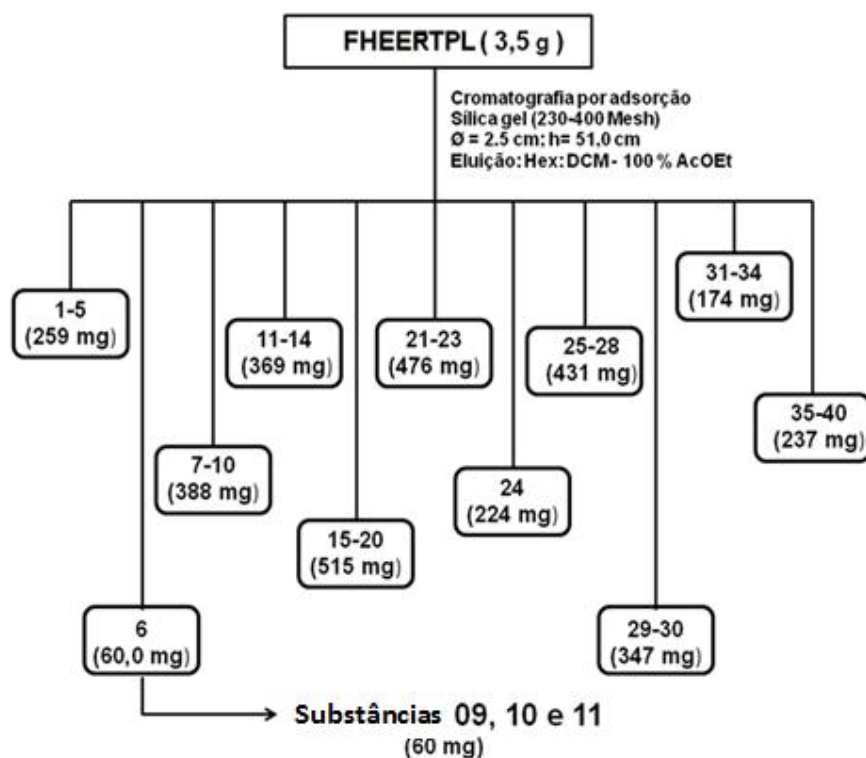 FHEERTPL ( 3,5 g )
Cromatografia por adsorção
Sílica gel (230-400 Mesh)
Ø = 2.5 cm; h= 51,0 cm
Eluição: Hex: DCM - 100 % AcOEt
1-5
(259 mg)
6
(60,0 mg)
7-10
(388 mg)
11-14
(369 mg)
15-20
(515 mg)
21-23
(476 mg)
24
(224 mg)
25-28
(431 mg)
29-30
(347 mg)
31-34
(174 mg)
35-40
(237 mg)
Substâncias 09, 10 e 11
(60 mg)